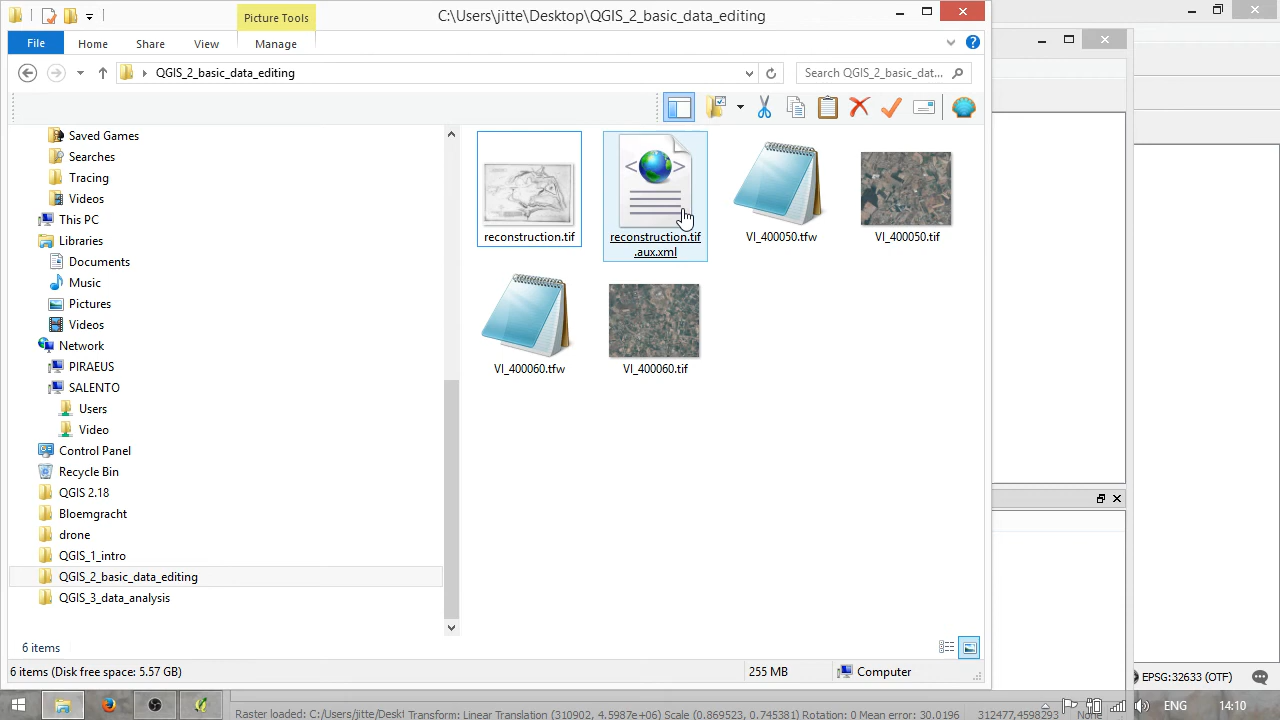 Picture Tools
C:\Users\jitte\Desktop\QGIS_2_basic_data_editing
File
Home
Share
View
Manage
QGIS_2_basic_data_editing
Search QGIS_2_basic_dat...
Saved Games
Searches
Tracing
Videos
This PC
Libraries
Documents
Music
Pictures
Videos
Network
PIRAEUS
SALENTO
Users
Video
Control Panel
Recycle Bin
QGIS 2.18
Bloemgracht
drone
QGIS_1_intro
QGIS_2_basic_data_editing
QGIS_3_data_analysis
reconstruction.tif
reconstruction.tif
.aux.xml
VI_400050.tfw
VI_400050.tif
VI_400060.tfw
VI_400060.tif
6 items
6 items (Disk free space: 5.57 GB)
255 MB
Computer
EPSG:32633 (OTF)
ENG
14:10
Raster loaded: C:/Users/jitte/Deskt
Transform: Linear Translation (310902, 4.5987e+06) Scale (0.869523, 0.745381) Rotation: 0 Mean error: 30.0196
312477,4598293
None